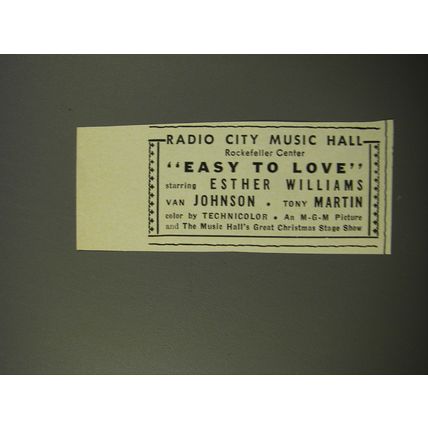 RADIO CITY MUSIC HALL
Rockefeller Center
"EASY TO LOVE"
starring ESTHER WILLIAMS
VAN JOHNSON • TONY MARTIN
color by TECHNICOLOR • An M-G-M Picture
and The Music Hall's Great Christmas Stage Show